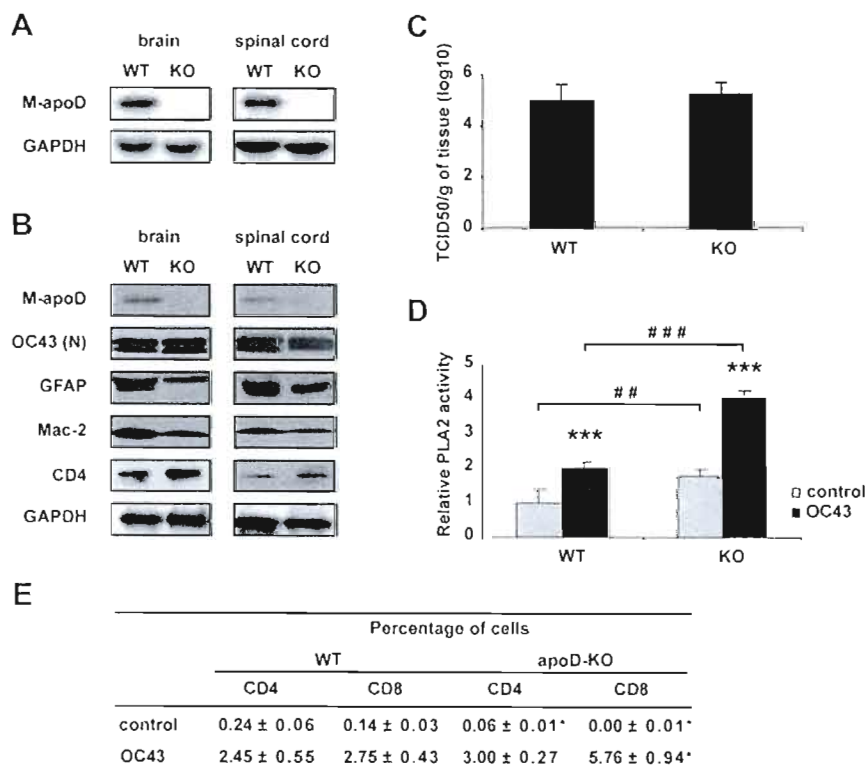 A
brain
spinal cord
WT KO
WT KO
M-apoD
GAPDH
B
brain
spinal cord
WT KO
WT KO
M-apoD
OC43 (N)
GFAP
Mac-2
CD4
GAPDH
C
TCID50/g of tissue (log10)
6
4
2
0
WT
KO
D
Relative PLA2 activity
5
4
3
2
1
0
# # #
# #
***
***
WT
KO
control
OC43
E
Percentage of cells
WT apoD-KO
CD4 CD8 CD4 CD8
control 0.24 ± 0.06 0.14 ± 0.03 0.06 ± 0.01* 0.00 ± 0.01*
OC43 2.45 ± 0.55 2.75 ± 0.43 3.00 ± 0.27 5.76 ± 0.94*